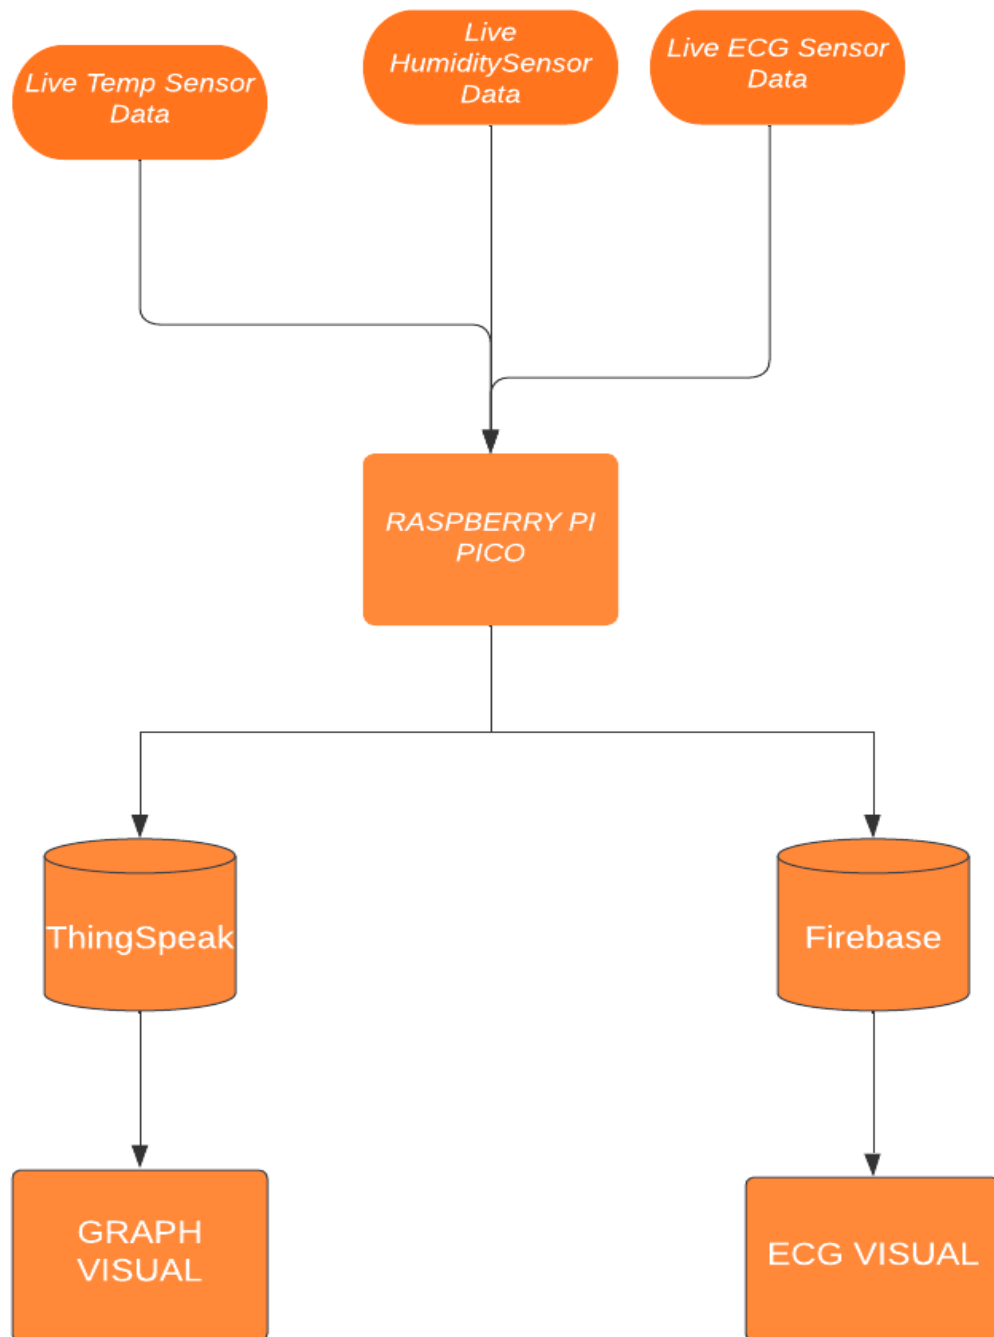 Live Temp Sensor
Data
Live
HumiditySensor
Data
Live ECG Sensor
Data
RASPBERRY PI
PICO
ThingSpeak
Firebase
GRAPH
VISUAL
ECG VISUAL